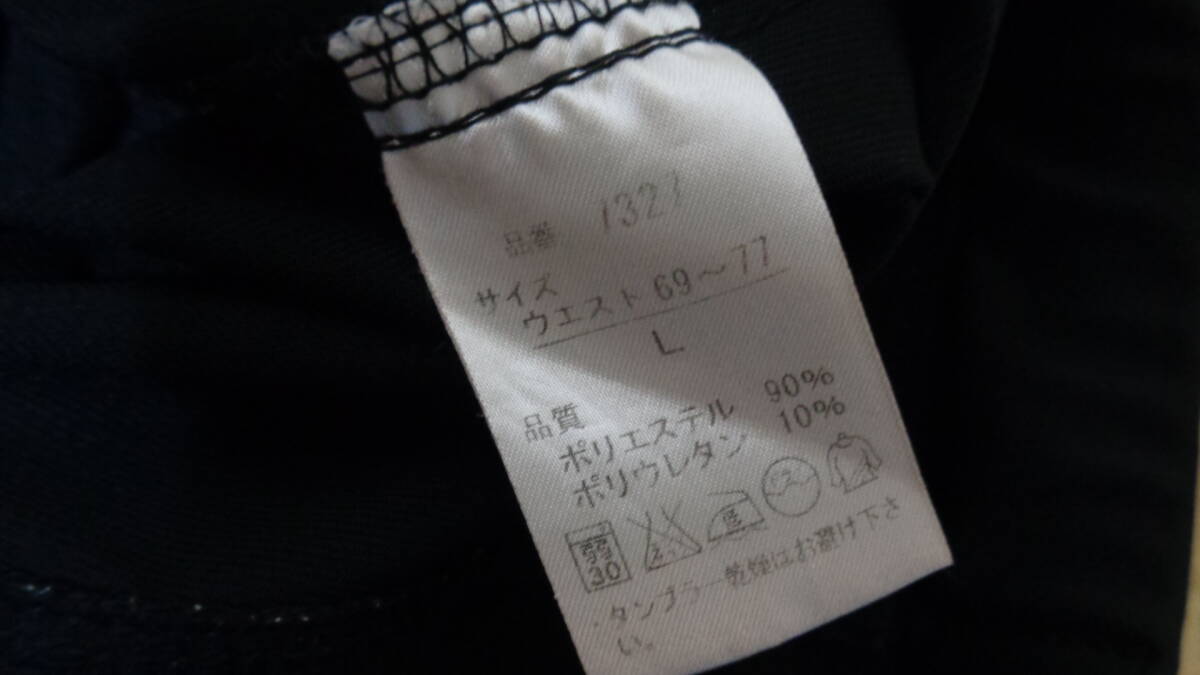 品番 1327
サイズ
ウエスト 69〜77
L
品質
ポリエステル 90%
ポリウレタン 10%
弱
30
・タンブラー乾燥はお避け下さ
い。